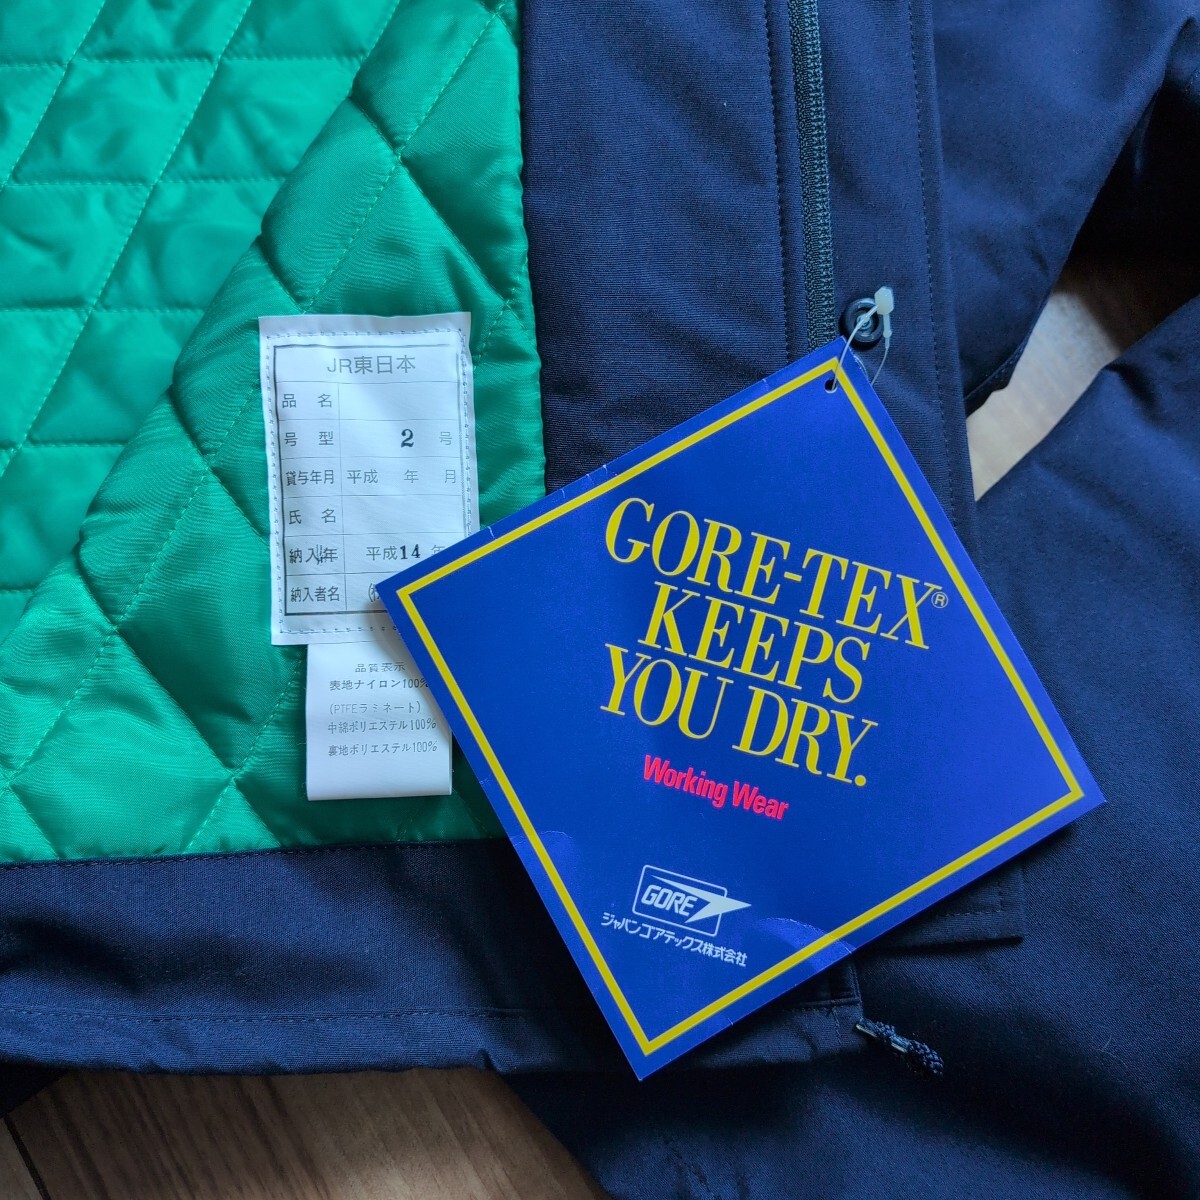 JR東日本
品 名
号 型 2 号
貸与年月 平成 年 月
氏 名
納入年 平成14年
納入者名
品質表示
表地ナイロン100%
(PTFEラミネート)
中綿ポリエステル100%
裏地ポリエステル100%
GORE-TEX®
KEEPS
YOU DRY.
Working Wear
GORE
ジャパンゴアテックス株式会社